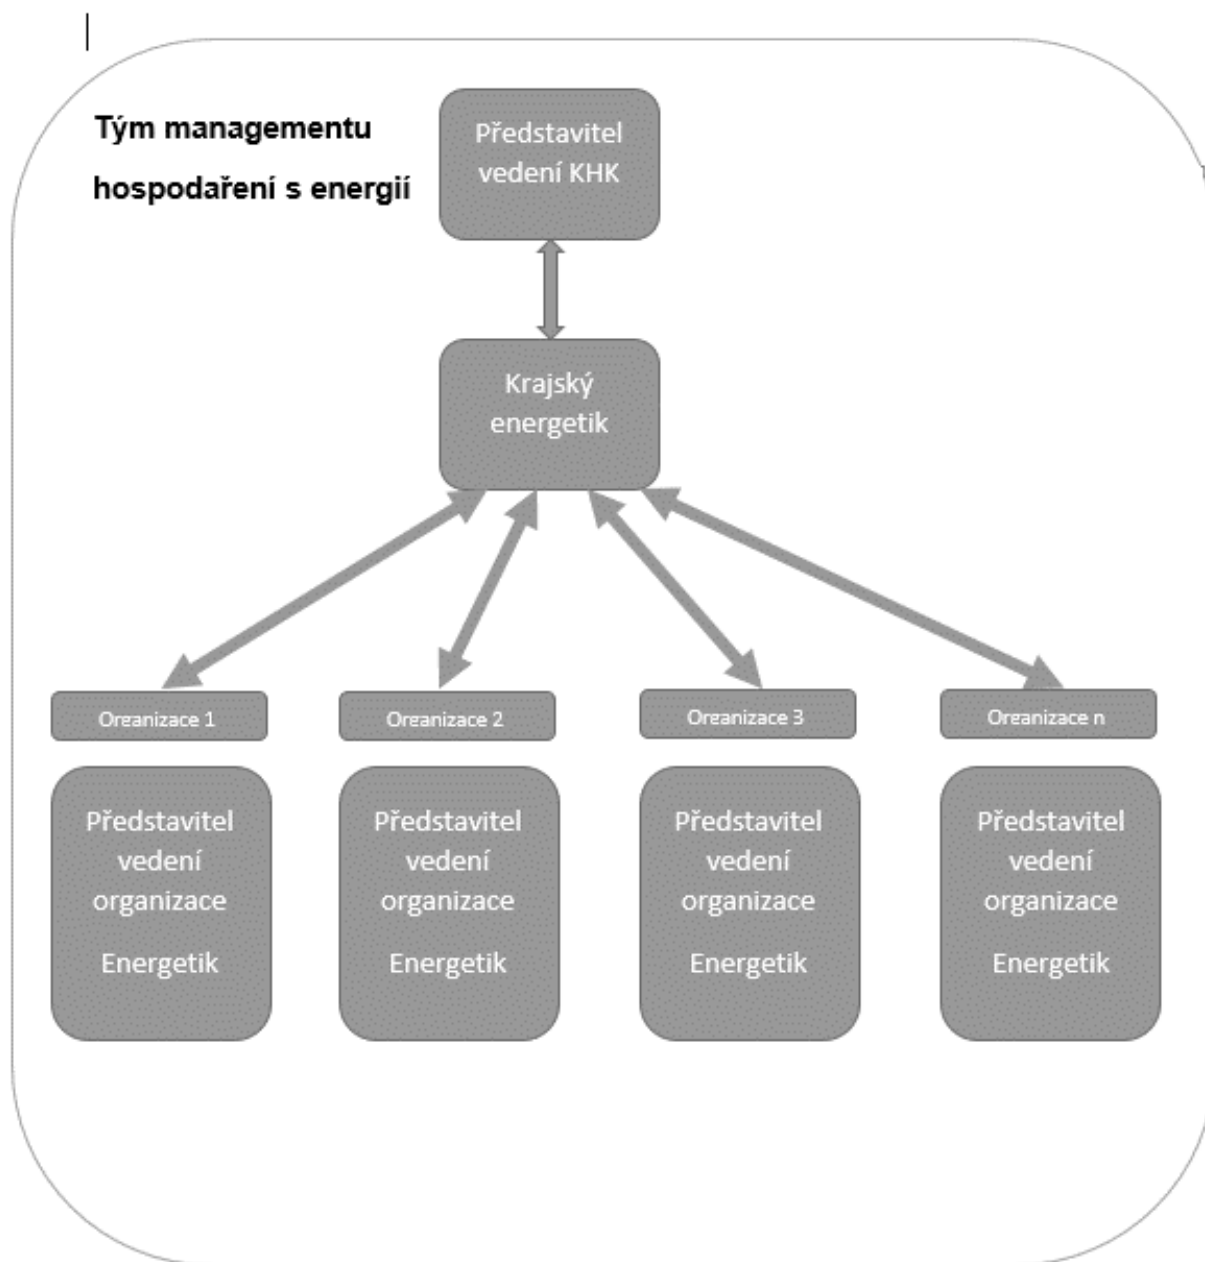 Tým managementu
hospodaření s energií
Představitel
vedení KHK
Krajský
energetik
Organizace 1
Organizace 2
Organizace 3
Organizace n
Představitel
vedení
organizace
Energetik
Představitel
vedení
organizace
Energetik
Představitel
vedení
organizace
Energetik
Představitel
vedení
organizace
Energetik